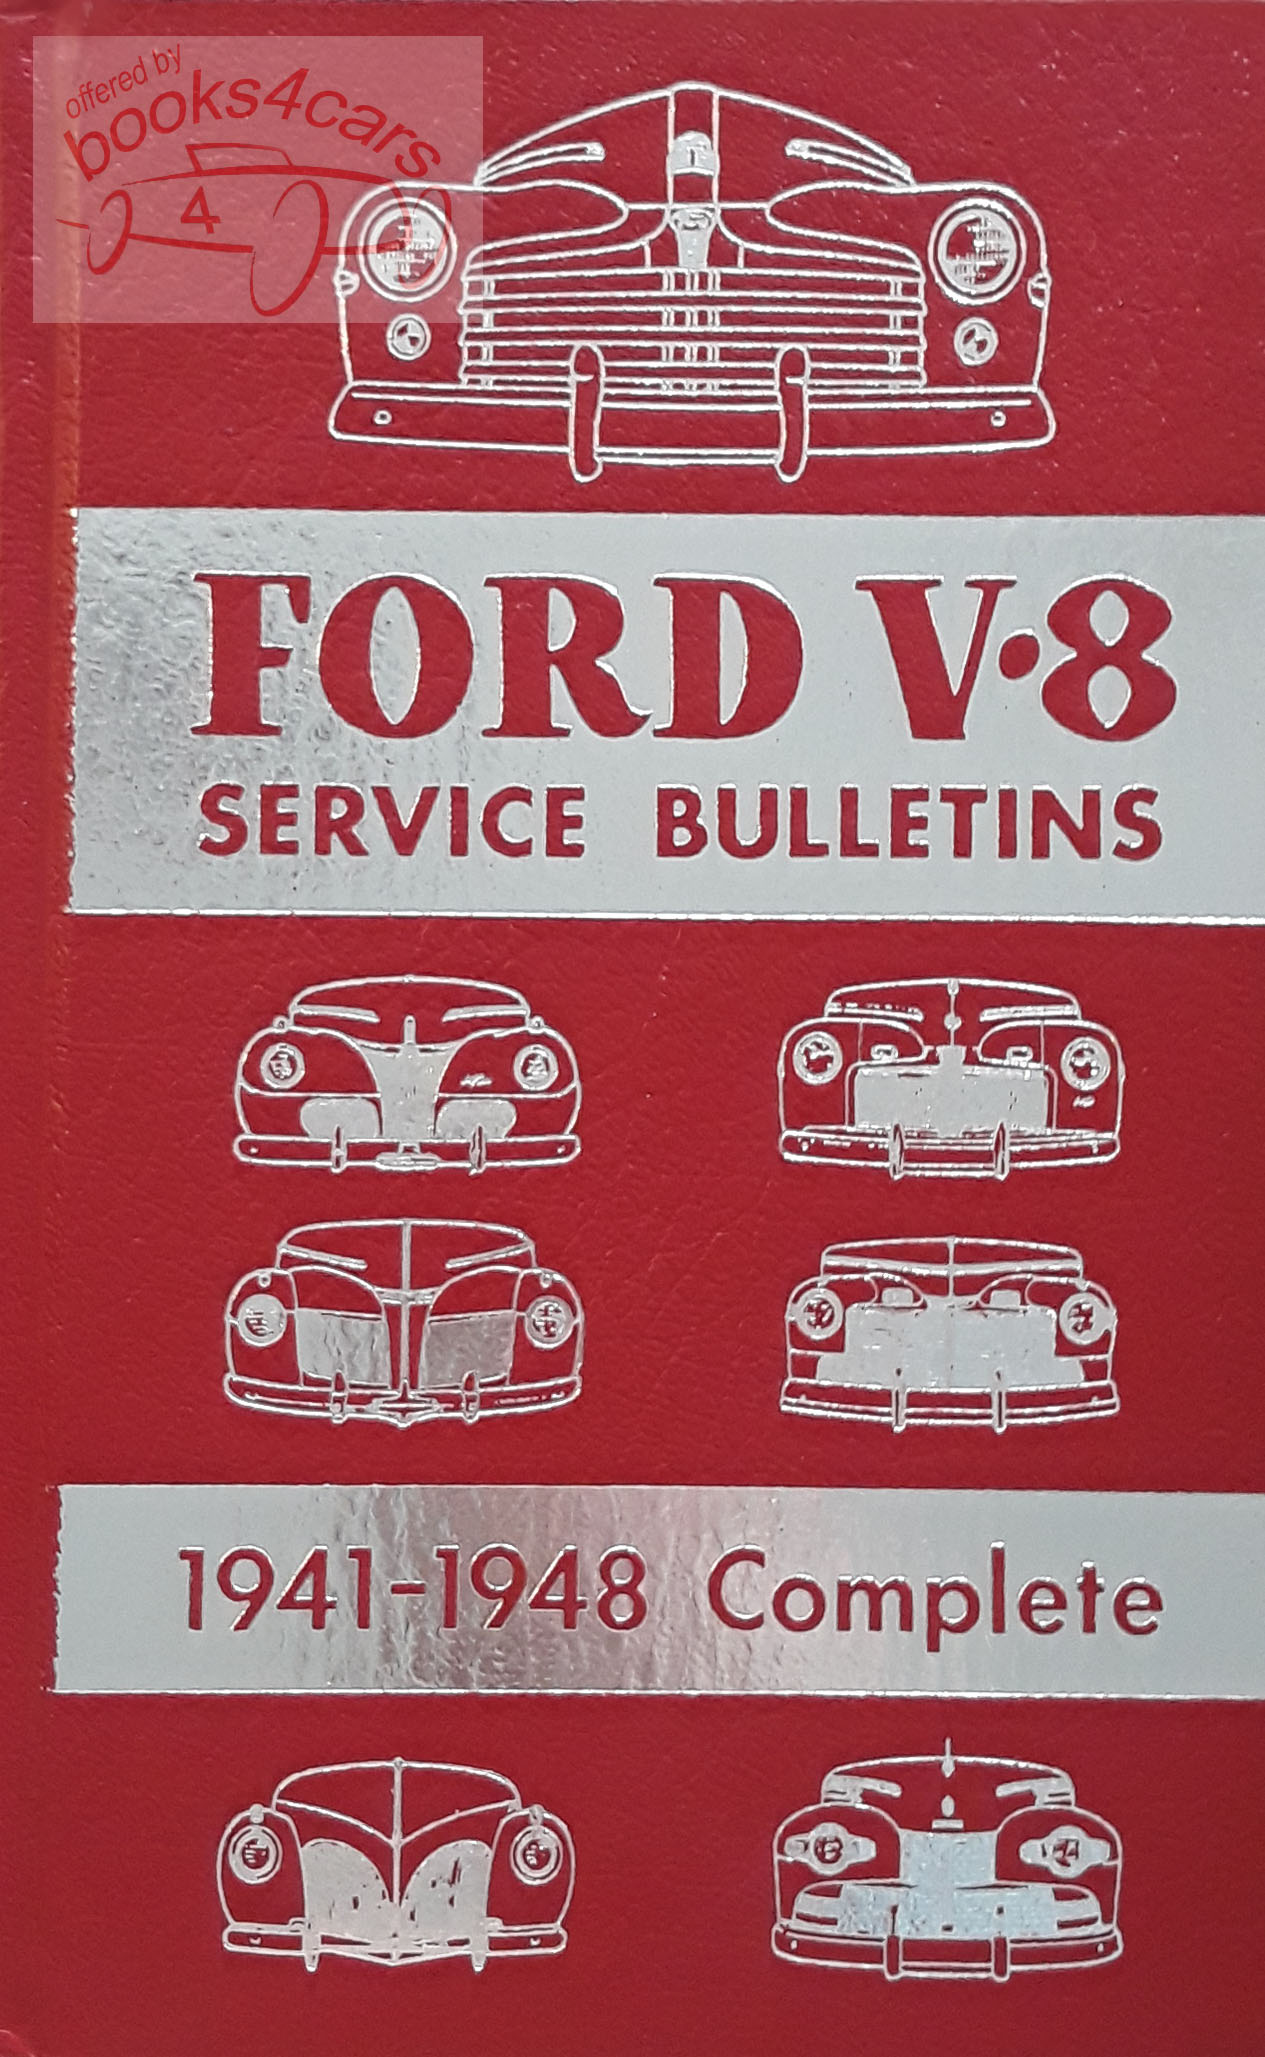 offered by
books4cars
4
FORD V·8
SERVICE BULLETINS
1941-1948 Complete